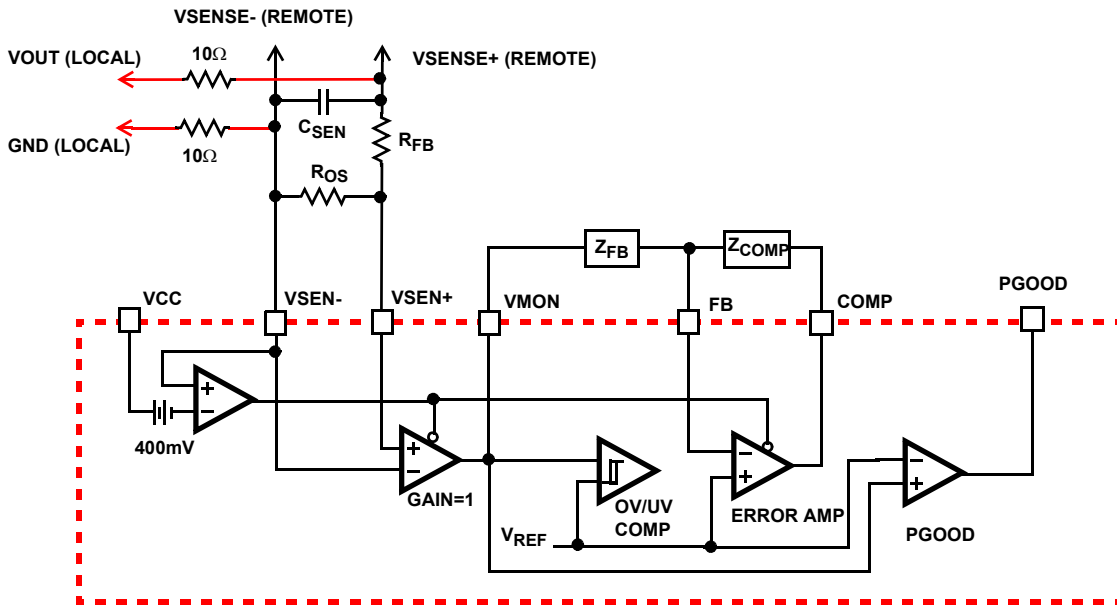 VSENSE- (REMOTE)
10Ω
VOUT (LOCAL)
VSENSE+ (REMOTE)
CSEN
RFB
GND (LOCAL)
10Ω
ROS
ZFB
ZCOMP
VCC
VSEN-
VSEN+
VMON
FB
COMP
PGOOD
+
−
400mV
+
−
GAIN=1
OV/UV
COMP
−
+
ERROR AMP
−
+
PGOOD
VREF